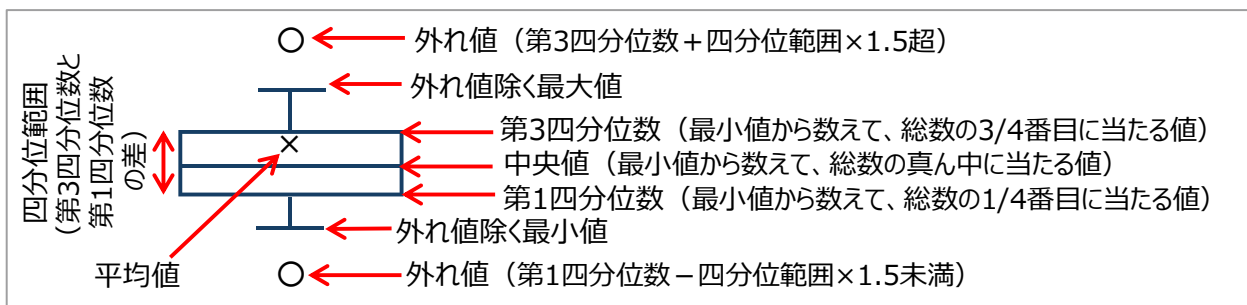 外れ値（第3四分位数＋四分位範囲×1.5超）
外れ値除く最大値
四分位範囲
(第3四分位数と
第1四分位数
の差)
第3四分位数（最小値から数えて、総数の3/4番目に当たる値）
×
中央値（最小値から数えて、総数の真ん中に当たる値）
第1四分位数（最小値から数えて、総数の1/4番目に当たる値）
外れ値除く最小値
平均値
外れ値（第1四分位数－四分位範囲×1.5未満）